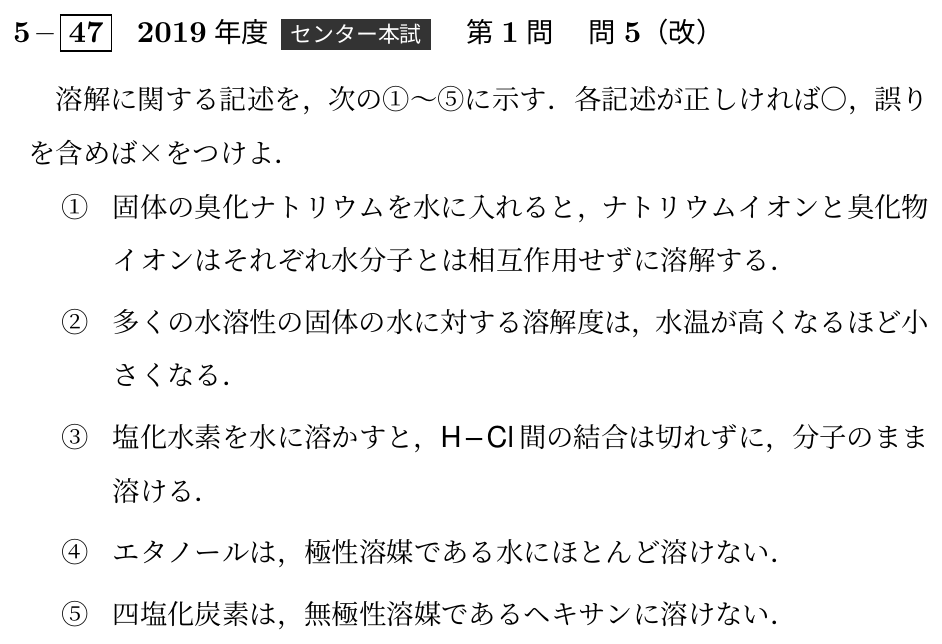 5－47 2019 年度 センター本試 第 1 問 問 5（改）
溶解に関する記述を，次の①～⑤に示す．各記述が正しければ○，誤り
を含めば×をつけよ．
① 固体の臭化ナトリウムを水に入れると，ナトリウムイオンと臭化物
イオンはそれぞれ水分子とは相互作用せずに溶解する．
② 多くの水溶性の固体の水に対する溶解度は，水温が高くなるほど小
さくなる．
③ 塩化水素を水に溶かすと，H－Cl 間の結合は切れずに，分子のまま
溶ける．
④ エタノールは，極性溶媒である水にほとんど溶けない．
⑤ 四塩化炭素は，無極性溶媒であるヘキサンに溶けない．